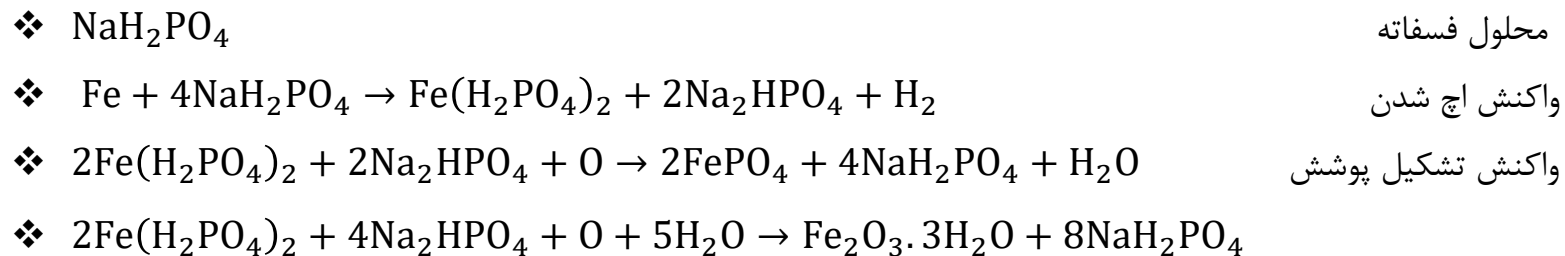 ❖ NaH₂PO₄ محلول فسفاته
❖ Fe + 4NaH₂PO₄ → Fe(H₂PO₄)₂ + 2Na₂HPO₄ + H₂ واکنش اچ شدن
❖ 2Fe(H₂PO₄)₂ + 2Na₂HPO₄ + O → 2FePO₄ + 4NaH₂PO₄ + H₂O واکنش تشکیل پوشش
❖ 2Fe(H₂PO₄)₂ + 4Na₂HPO₄ + O + 5H₂O → Fe₂O₃. 3H₂O + 8NaH₂PO₄